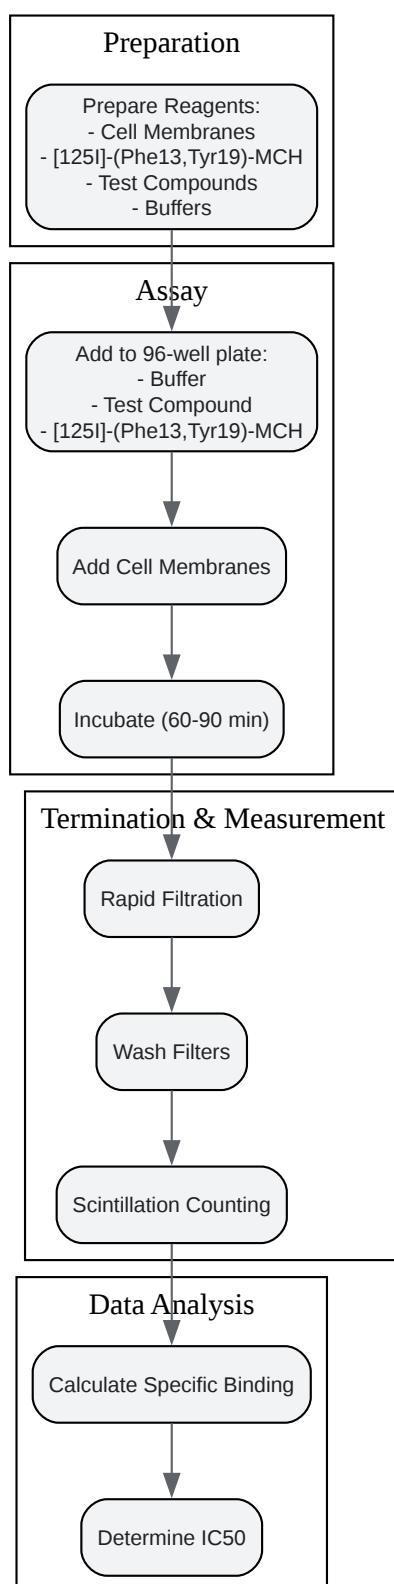 Preparation
Prepare Reagents:
- Cell Membranes
- [125I]-(Phe13,Tyr19)-MCH
- Test Compounds
- Buffers
Assay
Add to 96-well plate:
- Buffer
- Test Compound
- [125I]-(Phe13,Tyr19)-MCH
Add Cell Membranes
Incubate (60-90 min)
Termination & Measurement
Rapid Filtration
Wash Filters
Scintillation Counting
Data Analysis
Calculate Specific Binding
Determine IC50